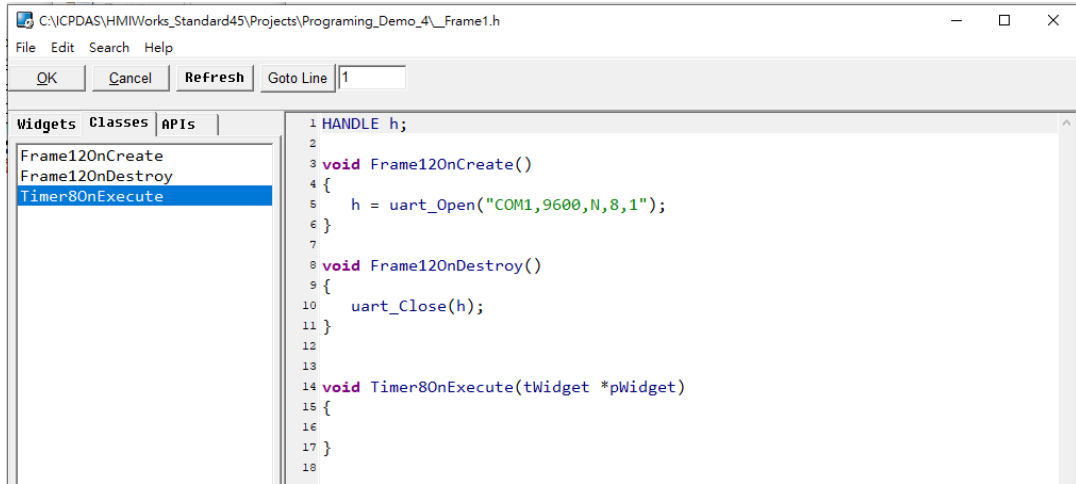 C:\ICPDAS\HMIWorks_Standard45\Projects\Programing_Demo_4\__Frame1.h
File Edit Search Help
OK Cancel Refresh Goto Line 1
Widgets Classes APIs
Frame12OnCreate
Frame12OnDestroy
Timer8OnExecute
1 HANDLE h;
2
3 void Frame12OnCreate()
4 {
5 h = uart_Open("COM1,9600,N,8,1");
6 }
7
8 void Frame12OnDestroy()
9 {
10 uart_Close(h);
11 }
12
13
14 void Timer8OnExecute(tWidget *pWidget)
15 {
16
17 }
18